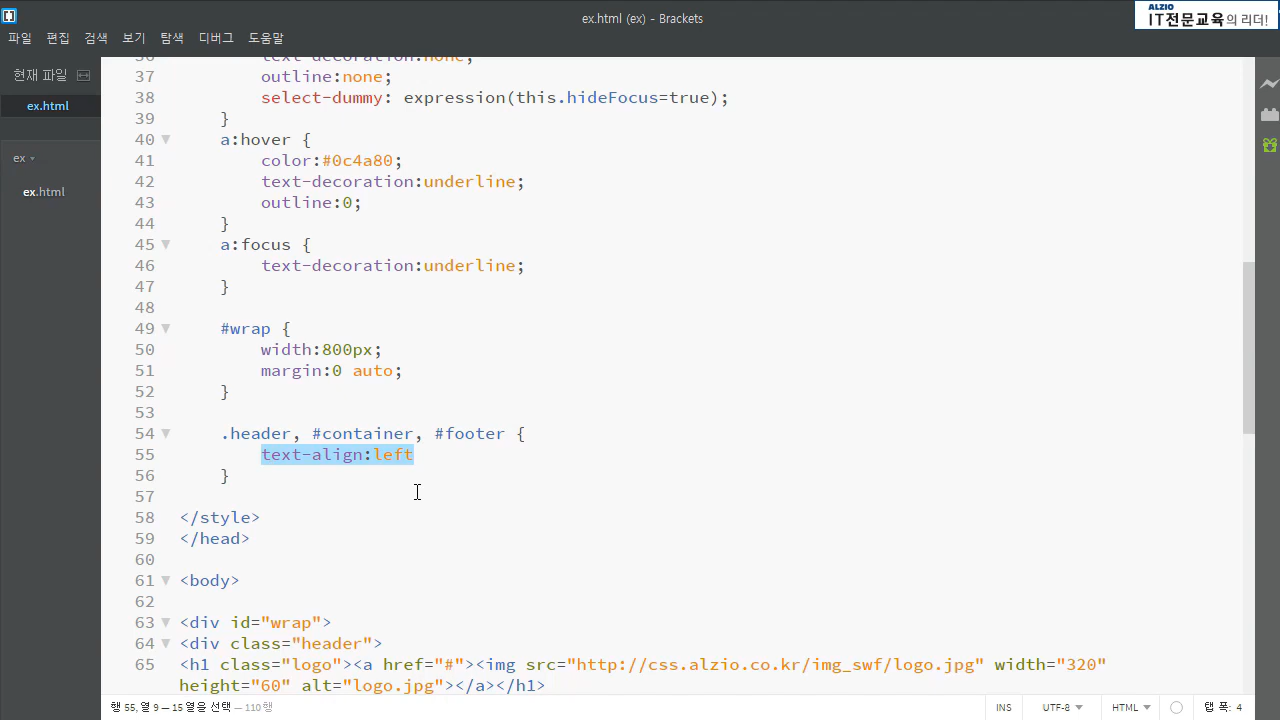 ex.html (ex) - Brackets
ALZIO
IT전문교육의 리더!
파일 편집 검색 보기 탐색 디버그 도움말
현재 파일
ex.html
ex
ex.html
36 text-decoration:none;
37 outline:none;
38 select-dummy: expression(this.hideFocus=true);
39 }
40 a:hover {
41 color:#0c4a80;
42 text-decoration:underline;
43 outline:0;
44 }
45 a:focus {
46 text-decoration:underline;
47 }
48
49 #wrap {
50 width:800px;
51 margin:0 auto;
52 }
53
54 .header, #container, #footer {
55 text-align:left
56 }
57
58 </style>
59 </head>
60
61 <body>
62
63 <div id="wrap">
64 <div class="header">
65 <h1 class="logo"><a href="#"><img src="http://css.alzio.co.kr/img_swf/logo.jpg" width="320"
height="60" alt="logo.jpg"></a></h1>
행 55, 열 9 — 15 열을 선택 — 110 행
INS UTF-8 HTML 탭 폭: 4